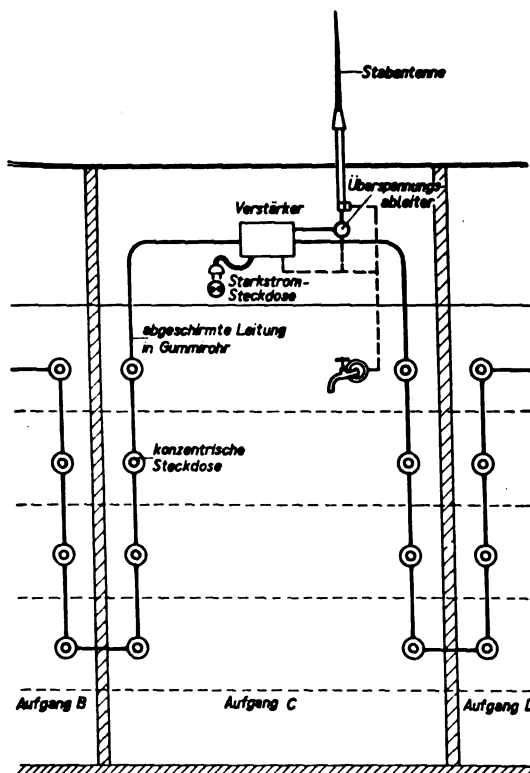 Stabantenne
Überspannungs-
ableiter
Verstärker
Starkstrom-
Steckdose
abgeschirmte Leitung
in Gummirohr
konzentrische
Steckdose
Aufgang B
Aufgang C
Aufgang D